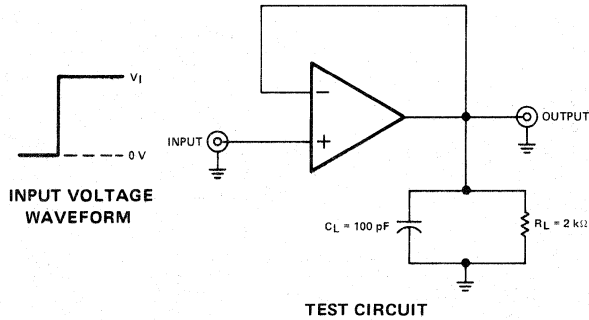 VI
0 V
INPUT VOLTAGE
WAVEFORM
INPUT
−
+
OUTPUT
CL = 100 pF
RL = 2 kΩ
TEST CIRCUIT